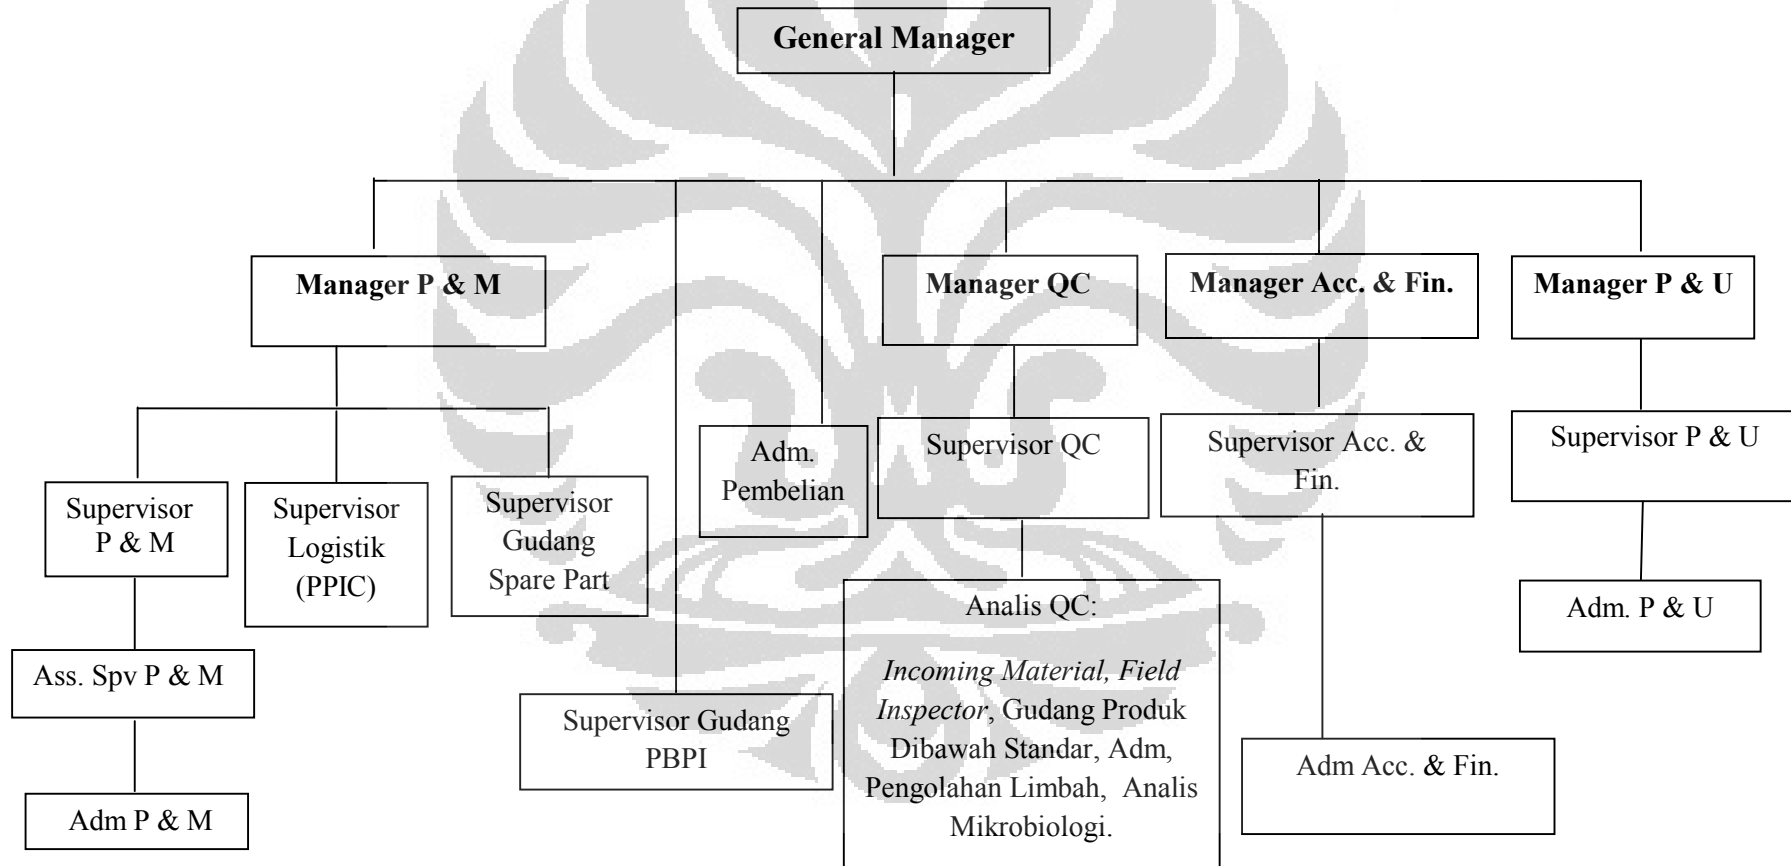 General Manager
Manager P & M
Manager QC
Manager Acc. & Fin.
Manager P & U
Supervisor
P & M
Supervisor
Logistik
(PPIC)
Supervisor
Gudang
Spare Part
Adm.
Pembelian
Supervisor QC
Supervisor Acc. &
Fin.
Supervisor P & U
Ass. Spv P & M
Adm P & M
Supervisor Gudang
PBPI
Analis QC:
Incoming Material, Field
Inspector, Gudang Produk
Dibawah Standar, Adm,
Pengolahan Limbah, Analis
Mikrobiologi.
Adm Acc. & Fin.
Adm. P & U